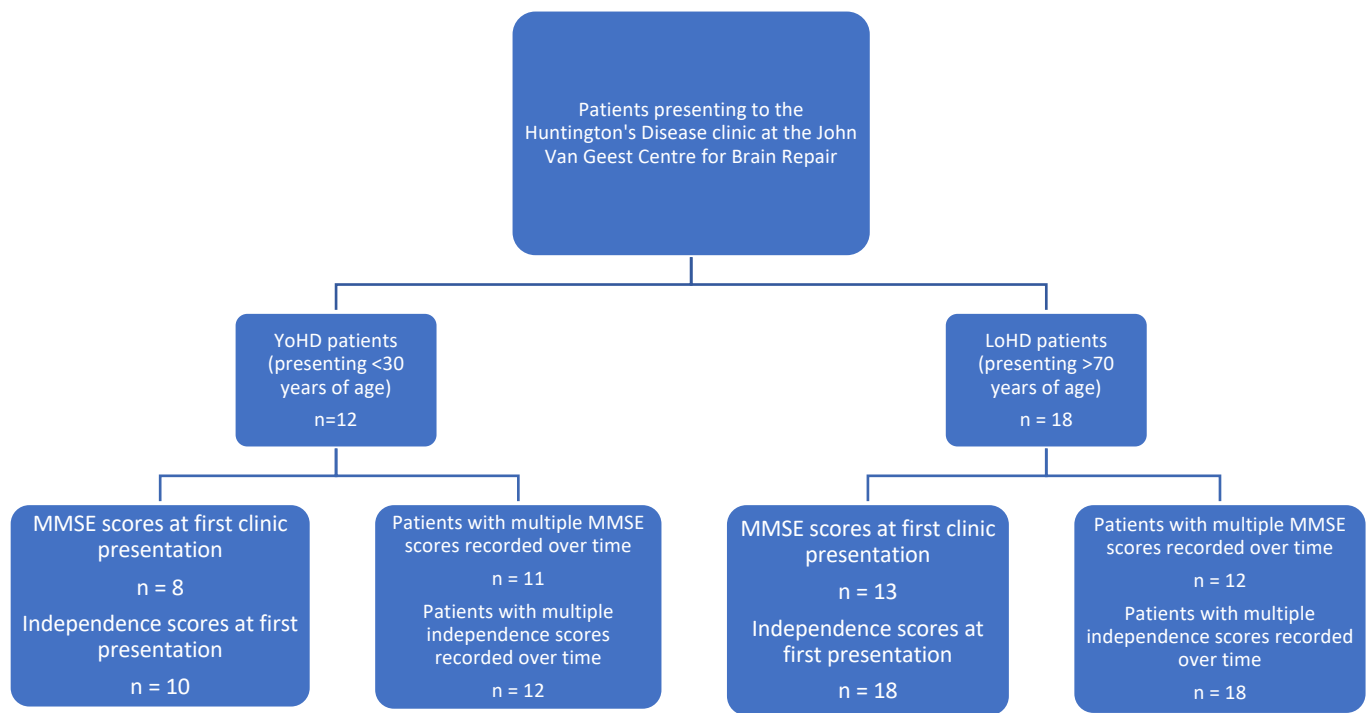 Patients presenting to the
Huntington's Disease clinic at the John
Van Geest Centre for Brain Repair
YoHD patients
(presenting <30
years of age)
n=12
LoHD patients
(presenting >70
years of age)
n = 18
MMSE scores at first clinic
presentation
n = 8
Independence scores at first
presentation
n = 10
Patients with multiple MMSE
scores recorded over time
n = 11
Patients with multiple
independence scores
recorded over time
n = 12
MMSE scores at first clinic
presentation
n = 13
Independence scores at
first presentation
n = 18
Patients with multiple MMSE
scores recorded over time
n = 12
Patients with multiple
independence scores recorded
over time
n = 18